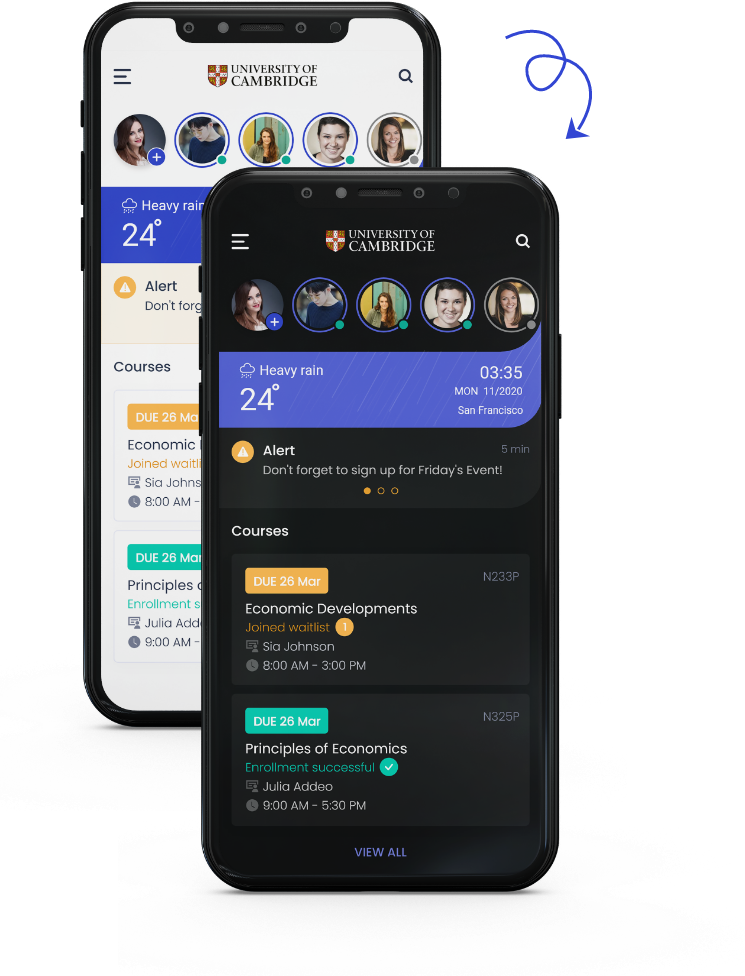 UNIVERSITY OF
CAMBRIDGE
Heavy rain
24°
Alert
Don't forg
Courses
DUE 26 Ma
Economic
Joined waitli
Sia Johns
8:00 AM -
DUE 26 Ma
Principles
Enrollment s
Julia Adde
9:00 AM -
UNIVERSITY OF
CAMBRIDGE
Heavy rain
24°
03:35
MON 11/2020
San Francisco
Alert
5 min
Don't forget to sign up for Friday's Event!
Courses
DUE 26 Mar
N233P
Economic Developments
Joined waitlist 1
Sia Johnson
8:00 AM - 3:00 PM
DUE 26 Mar
N325P
Principles of Economics
Enrollment successful
Julia Addeo
9:00 AM - 5:30 PM
VIEW ALL